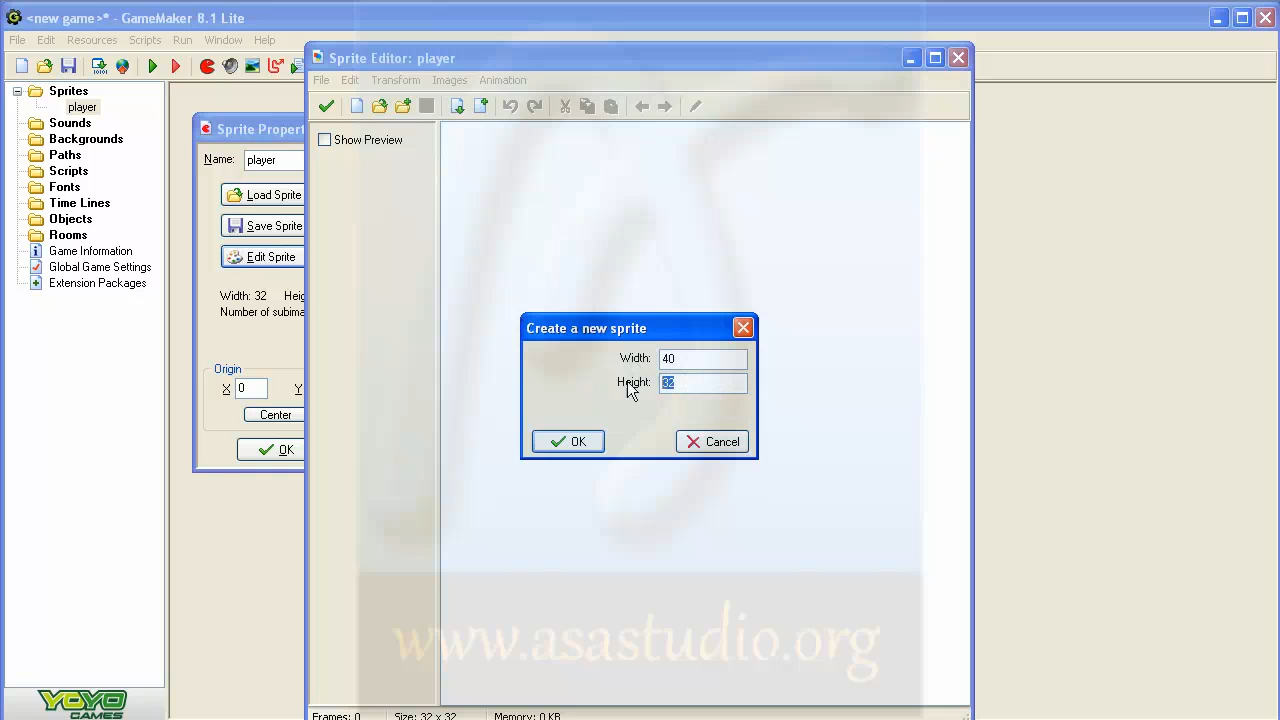 <new game>* - GameMaker 8.1 Lite
File Edit Resources Scripts Run Window Help
Sprites
player
Sounds
Backgrounds
Paths
Scripts
Fonts
Time Lines
Objects
Rooms
Game Information
Global Game Settings
Extension Packages
YOYO
GAMES
Sprite Propert
Name: player
Load Sprite
Save Sprite
Edit Sprite
Width: 32 Heig
Number of subima
Origin
X 0 Y
Center
OK
Sprite Editor: player
File Edit Transform Images Animation
Show Preview
Create a new sprite
Width: 40
Height: 32
OK Cancel
www.asastudio.org
Frames: 0 Size: 32 x 32 Memory: 0 KB